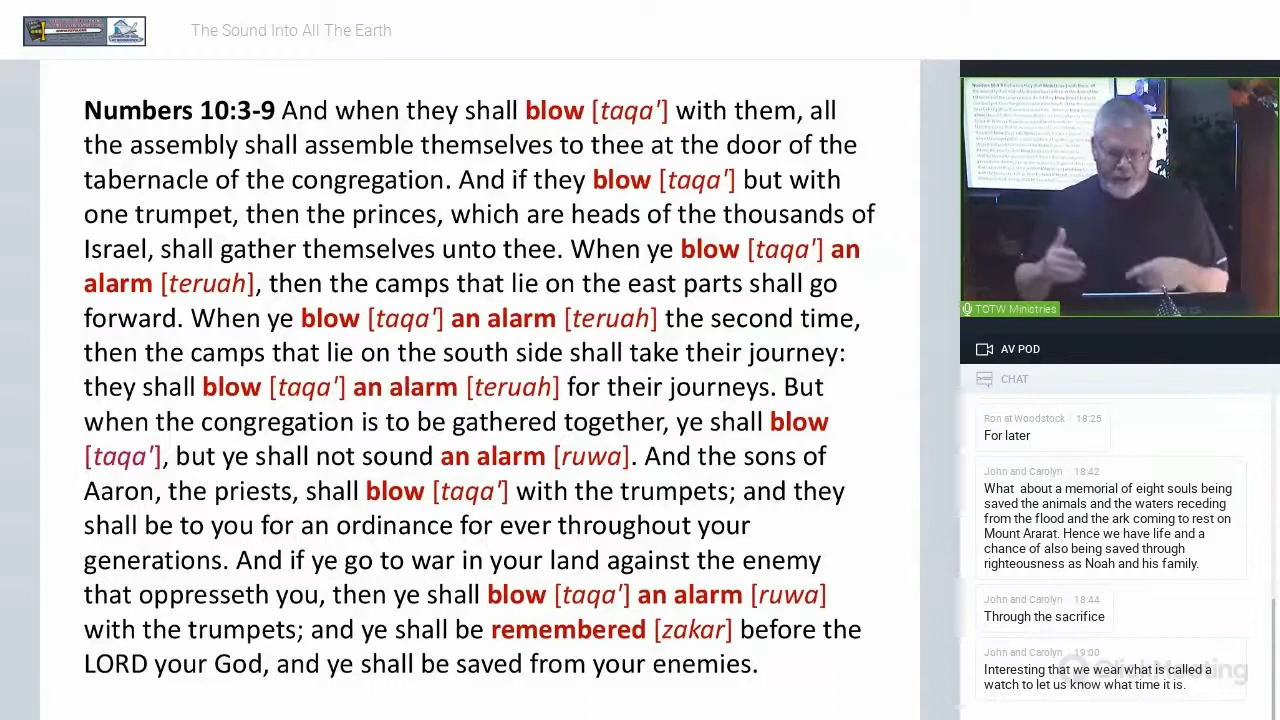 The Sound Into All The Earth
Numbers 10:3-9 And when they shall blow [taqa'] with them, all
the assembly shall assemble themselves to thee at the door of the
tabernacle of the congregation. And if they blow [taqa'] but with
one trumpet, then the princes, which are heads of the thousands of
Israel, shall gather themselves unto thee. When ye blow [taqa'] an
alarm [teruah], then the camps that lie on the east parts shall go
forward. When ye blow [taqa'] an alarm [teruah] the second time,
then the camps that lie on the south side shall take their journey:
they shall blow [taqa'] an alarm [teruah] for their journeys. But
when the congregation is to be gathered together, ye shall blow
[taqa'], but ye shall not sound an alarm [ruwa]. And the sons of
Aaron, the priests, shall blow [taqa'] with the trumpets; and they
shall be to you for an ordinance for ever throughout your
generations. And if ye go to war in your land against the enemy
that oppresseth you, then ye shall blow [taqa'] an alarm [ruwa]
with the trumpets; and ye shall be remembered [zakar] before the
LORD your God, and ye shall be saved from your enemies.
TOTW Ministries
AV POD
CHAT
Ron at Woodstock · 18:25
For later
John and Carolyn · 18:42
What about a memorial of eight souls being
saved the animals and the waters receding
from the flood and the ark coming to rest on
Mount Ararat. Hence we have life and a
chance of also being saved through
righteousness as Noah and his family.
John and Carolyn · 18:44
Through the sacrifice
John and Carolyn · 19:00
Interesting that we wear what is called a
watch to let us know what time it is.
ClickMeeting